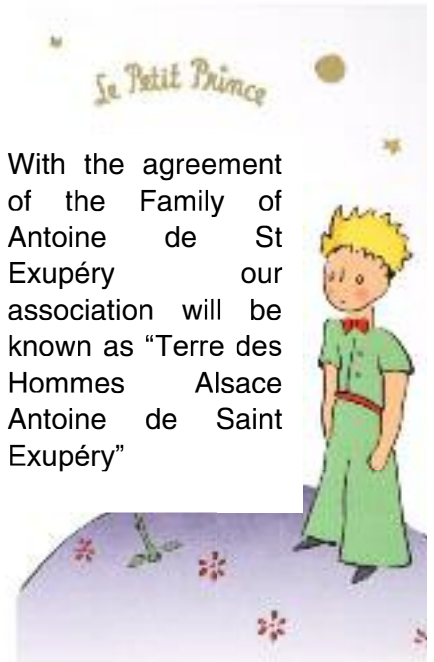 Le Petit Prince
With the agreement
of the Family of
Antoine de St
Exupéry our
association will be
known as “Terre des
Hommes Alsace
Antoine de Saint
Exupéry”